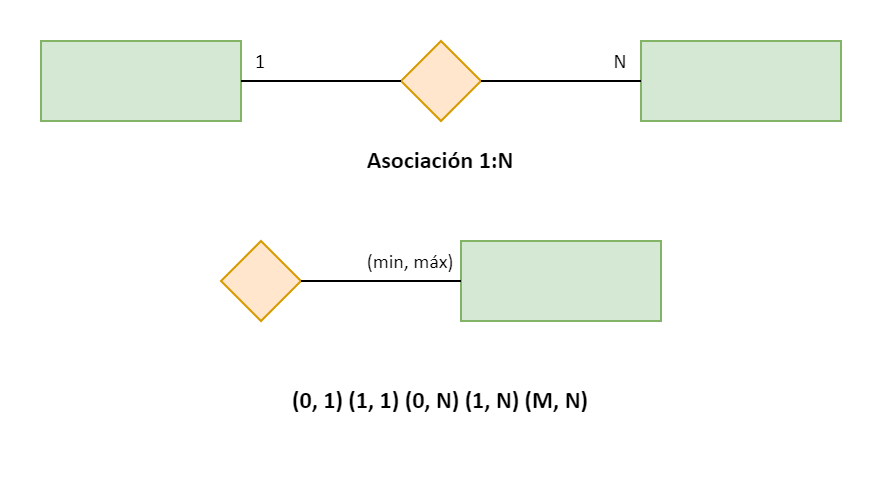 1
N
Asociación 1:N
(min, máx)
(0, 1) (1, 1) (0, N) (1, N) (M, N)